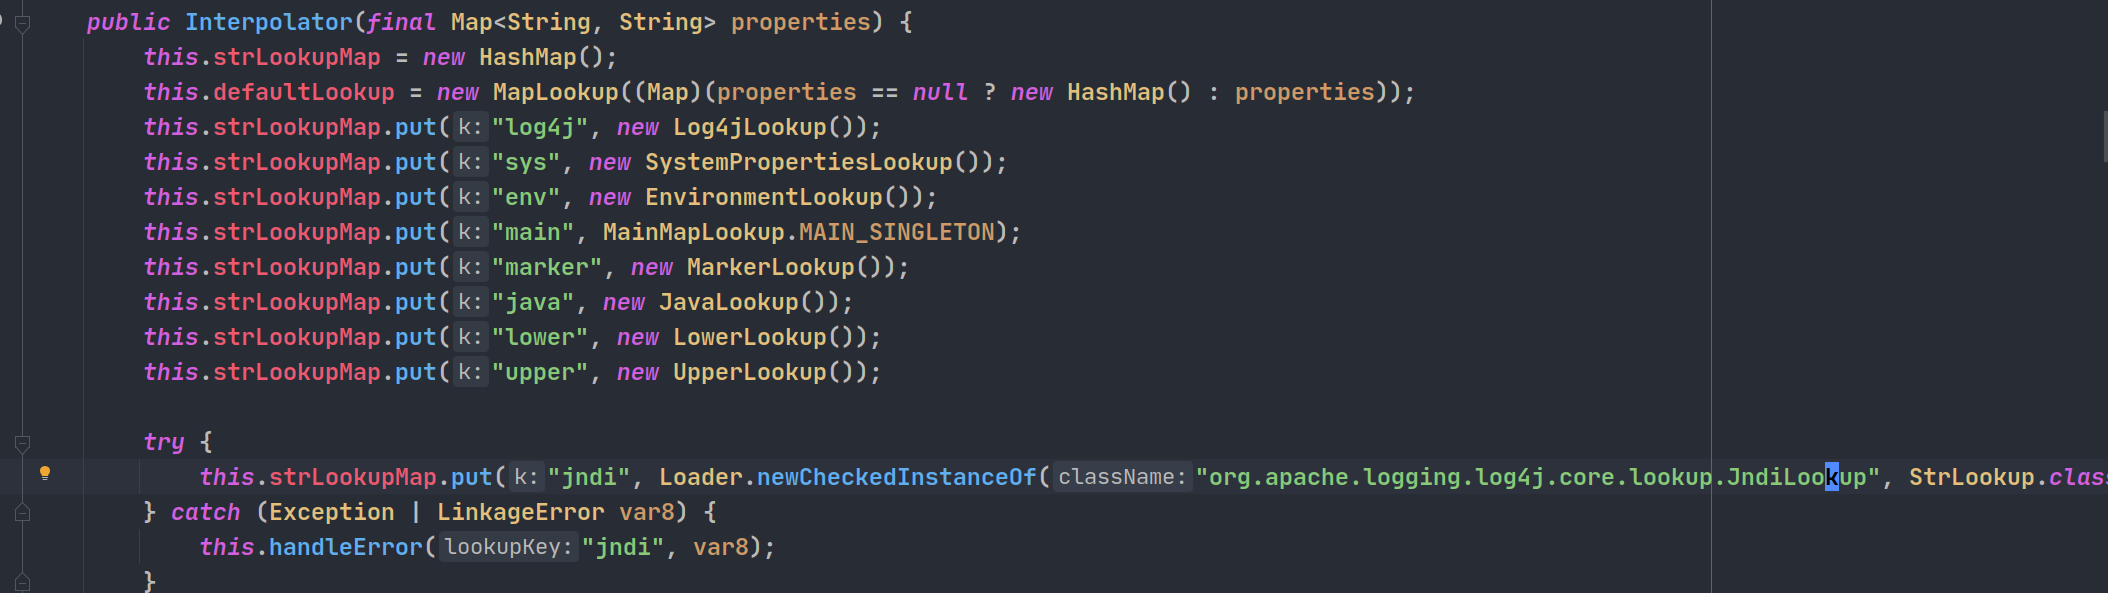 public Interpolator(final Map<String, String> properties) {
this.strLookupMap = new HashMap();
this.defaultLookup = new MapLookup((Map)(properties == null ? new HashMap() : properties));
this.strLookupMap.put( k: "log4j", new Log4jLookup());
this.strLookupMap.put( k: "sys", new SystemPropertiesLookup());
this.strLookupMap.put( k: "env", new EnvironmentLookup());
this.strLookupMap.put( k: "main", MainMapLookup.MAIN_SINGLETON);
this.strLookupMap.put( k: "marker", new MarkerLookup());
this.strLookupMap.put( k: "java", new JavaLookup());
this.strLookupMap.put( k: "lower", new LowerLookup());
this.strLookupMap.put( k: "upper", new UpperLookup());
try {
this.strLookupMap.put( k: "jndi", Loader.newCheckedInstanceOf( className: "org.apache.logging.log4j.core.lookup.JndiLookup", StrLookup.clas
} catch (Exception | LinkageError var8) {
this.handleError( lookupKey: "jndi", var8);
}